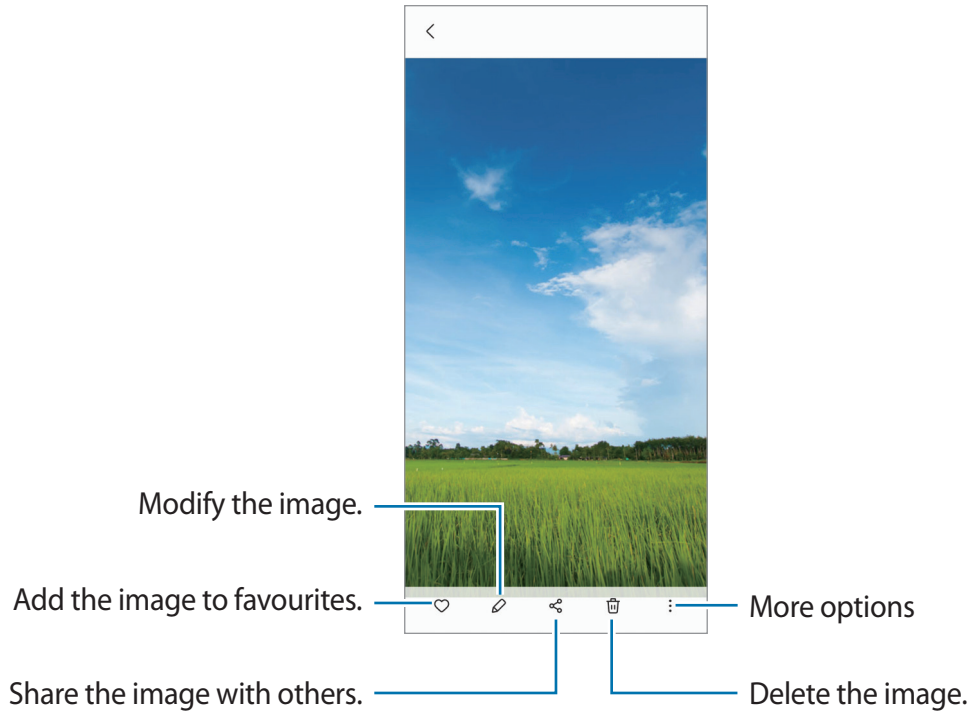 Modify the image.
Add the image to favourites.
More options
Share the image with others.
Delete the image.